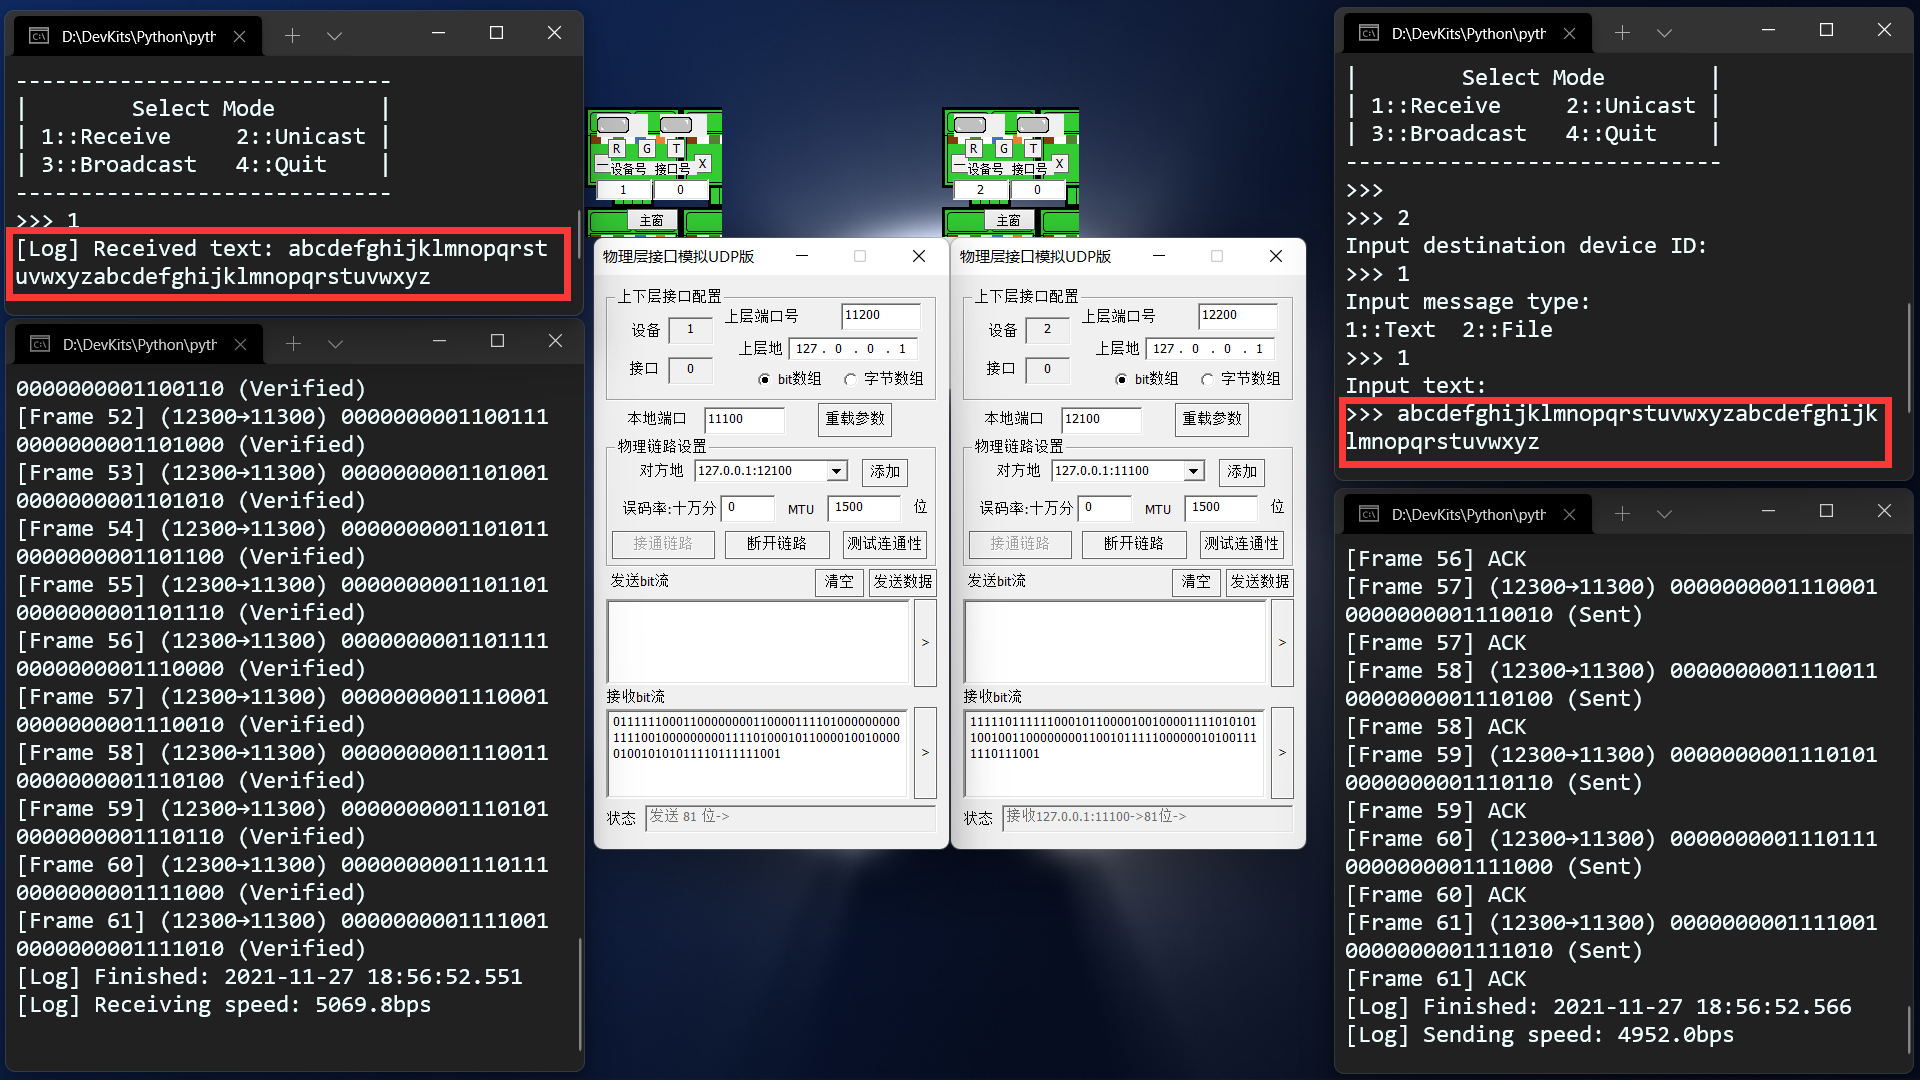 D:\DevKits\Python\pyth
------------------------------
|        Select Mode        |
| 1::Receive     2::Unicast |
| 3::Broadcast   4::Quit    |
------------------------------
>>> 1
[Log] Received text: abcdefghijklmnopqrst
uvwxyzabcdefghijklmnopqrstuvwxyz
D:\DevKits\Python\pyth
0000000001100110 (Verified)
[Frame 52] (12300→11300) 0000000001100111
0000000001101000 (Verified)
[Frame 53] (12300→11300) 0000000001101001
0000000001101010 (Verified)
[Frame 54] (12300→11300) 0000000001101011
0000000001101100 (Verified)
[Frame 55] (12300→11300) 0000000001101101
0000000001101110 (Verified)
[Frame 56] (12300→11300) 0000000001101111
0000000001110000 (Verified)
[Frame 57] (12300→11300) 0000000001110001
0000000001110010 (Verified)
[Frame 58] (12300→11300) 0000000001110011
0000000001110100 (Verified)
[Frame 59] (12300→11300) 0000000001110101
0000000001110110 (Verified)
[Frame 60] (12300→11300) 0000000001110111
0000000001111000 (Verified)
[Frame 61] (12300→11300) 0000000001111001
0000000001111010 (Verified)
[Log] Finished: 2021-11-27 18:56:52.551
[Log] Receiving speed: 5069.8bps
R G T
设备号 接口号 X
1 0
主窗
物理层接口模拟UDP版
上下层接口配置
设备 1 上层端口号 11200
上层地 127 . 0 . 0 . 1
接口 0
bit数组 字节数组
本地端口 11100 重载参数
物理链路设置
对方地 127.0.0.1:12100 添加
误码率:十万分 0 MTU 1500 位
接通链路 断开链路 测试连通性
发送bit流 清空 发送数据
>
接收bit流
0111111000110000000011000011110100000000
1111001000000000111101000101100001001000
010010101011110111111001
>
状态 发送 81 位->
R G T
设备号 接口号 X
2 0
主窗
物理层接口模拟UDP版
上下层接口配置
设备 2 上层端口号 12200
上层地 127 . 0 . 0 . 1
接口 0
bit数组 字节数组
本地端口 12100 重载参数
物理链路设置
对方地 127.0.0.1:11100 添加
误码率:十万分 0 MTU 1500 位
接通链路 断开链路 测试连通性
发送bit流 清空 发送数据
>
接收bit流
1111101111110001011000010010000111101010
1100100110000000011001011111000000101001
1110111001
>
状态 接收127.0.0.1:11100->81位->
D:\DevKits\Python\pyth
|        Select Mode        |
| 1::Receive     2::Unicast |
| 3::Broadcast   4::Quit    |
------------------------------
>>>
>>> 2
Input destination device ID:
>>> 1
Input message type:
1::Text  2::File
>>> 1
Input text:
>>> abcdefghijklmnopqrstuvwxyzabcdefghijk
lmnopqrstuvwxyz
D:\DevKits\Python\pyth
[Frame 56] ACK
[Frame 57] (12300→11300) 0000000001110001
0000000001110010 (Sent)
[Frame 57] ACK
[Frame 58] (12300→11300) 0000000001110011
0000000001110100 (Sent)
[Frame 58] ACK
[Frame 59] (12300→11300) 0000000001110101
0000000001110110 (Sent)
[Frame 59] ACK
[Frame 60] (12300→11300) 0000000001110111
0000000001111000 (Sent)
[Frame 60] ACK
[Frame 61] (12300→11300) 0000000001111001
0000000001111010 (Sent)
[Frame 61] ACK
[Log] Finished: 2021-11-27 18:56:52.566
[Log] Sending speed: 4952.0bps